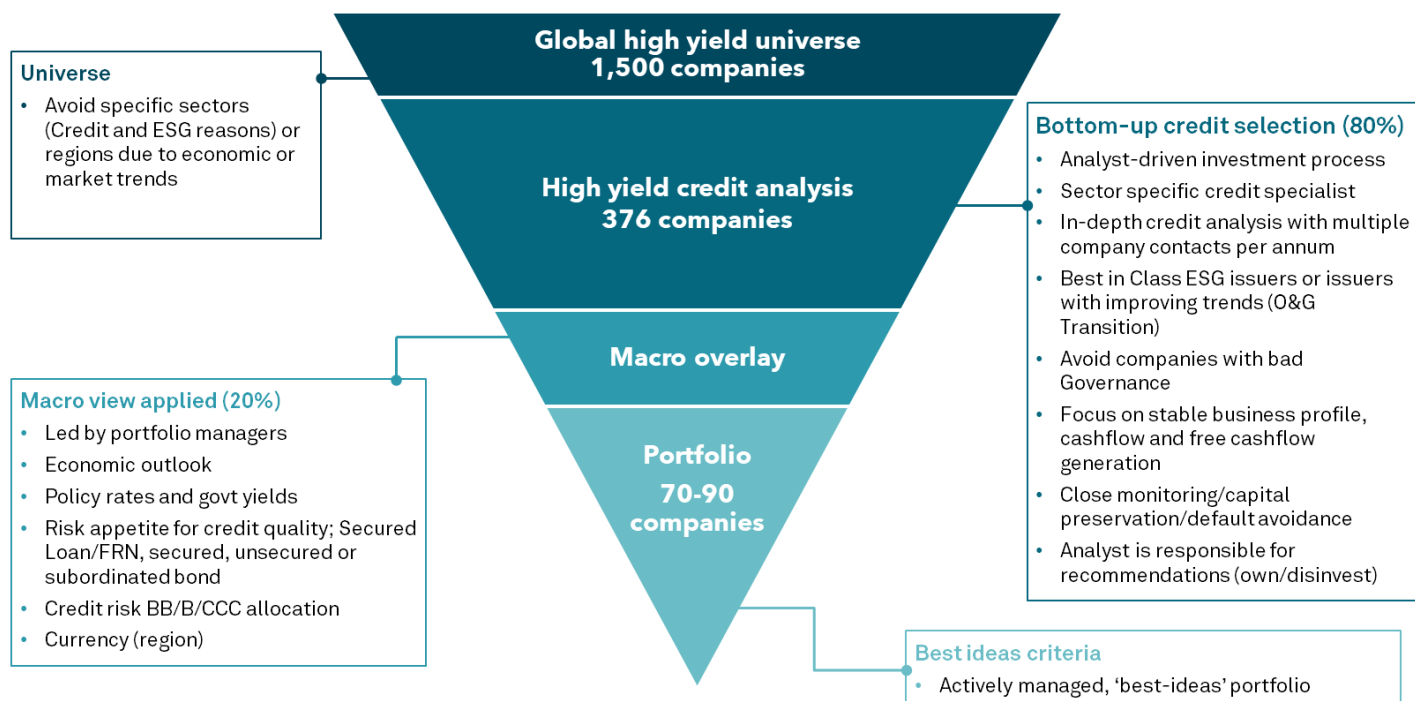 Global high yield universe
1,500 companies
Universe
• Avoid specific sectors
(Credit and ESG reasons) or
regions due to economic or
market trends
High yield credit analysis
376 companies
Bottom-up credit selection (80%)
• Analyst-driven investment process
• Sector specific credit specialist
• In-depth credit analysis with multiple
company contacts per annum
• Best in Class ESG issuers or issuers
with improving trends (O&G
Transition)
• Avoid companies with bad
Governance
• Focus on stable business profile,
cashflow and free cashflow
generation
• Close monitoring/capital
preservation/default avoidance
• Analyst is responsible for
recommendations (own/disinvest)
Macro overlay
Macro view applied (20%)
• Led by portfolio managers
• Economic outlook
• Policy rates and govt yields
• Risk appetite for credit quality; Secured
Loan/FRN, secured, unsecured or
subordinated bond
• Credit risk BB/B/CCC allocation
• Currency (region)
Portfolio
70-90
companies
Best ideas criteria
• Actively managed, ‘best-ideas’ portfolio